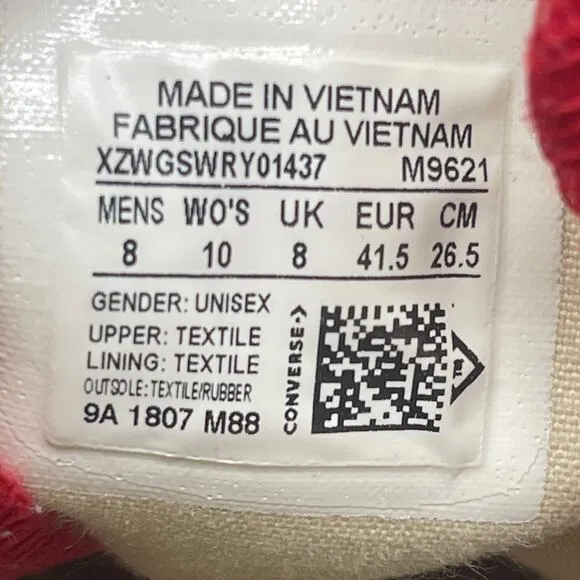 MADE IN VIETNAM
FABRIQUE AU VIETNAM
XZWGSWRY01437 M9621
MENS WO'S UK EUR CM
8 10 8 41.5 26.5
GENDER: UNISEX
UPPER: TEXTILE
LINING: TEXTILE
OUTSOLE: TEXTILE/RUBBER
9A 1807 M88
CONVERSE